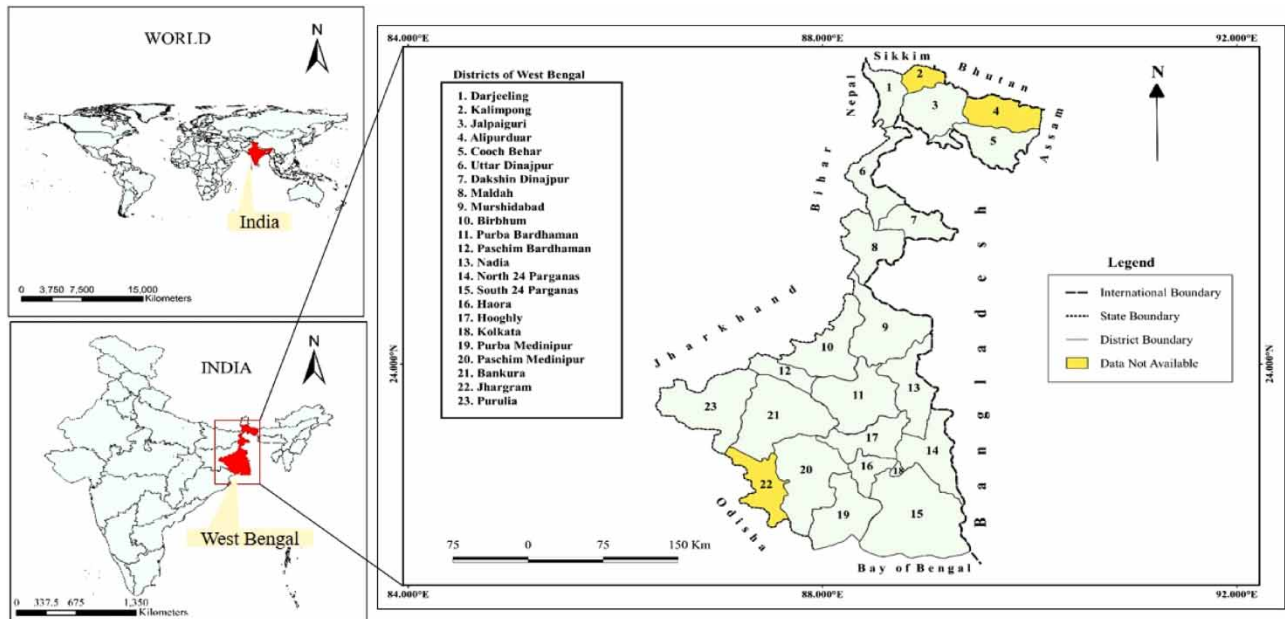 WORLD
N
India
0 3,750 7,500 15,000
Kilometers
INDIA
N
West Bengal
0 337.5 675 1,350
Kilometers
84.000°E 88.000°E 92.000°E
Districts of West Bengal
1. Darjeeling
2. Kalimpong
3. Jalpaiguri
4. Alipurduar
5. Cooch Behar
6. Uttar Dinajpur
7. Dakshin Dinajpur
8. Maldah
9. Murshidabad
10. Birbhum
11. Purba Bardhaman
12. Paschim Bardhaman
13. Nadia
14. North 24 Parganas
15. South 24 Parganas
16. Haora
17. Hooghly
18. Kolkata
19. Purba Medinipur
20. Paschim Medinipur
21. Bankura
22. Jhargram
23. Purulia
Sikkim
Bhutan
Nepal
Assam
Bihar
Bangladesh
Jharkhand
Odisha
Bay of Bengal
1
2
3
4
5
6
7
8
9
10
12
11
13
23
21
17
14
16
18
20
22
19
15
N
Legend
International Boundary
State Boundary
District Boundary
Data Not Available
24.000°N
24.000°N
75 0 75 150 Km
84.000°E 88.000°E 92.000°E